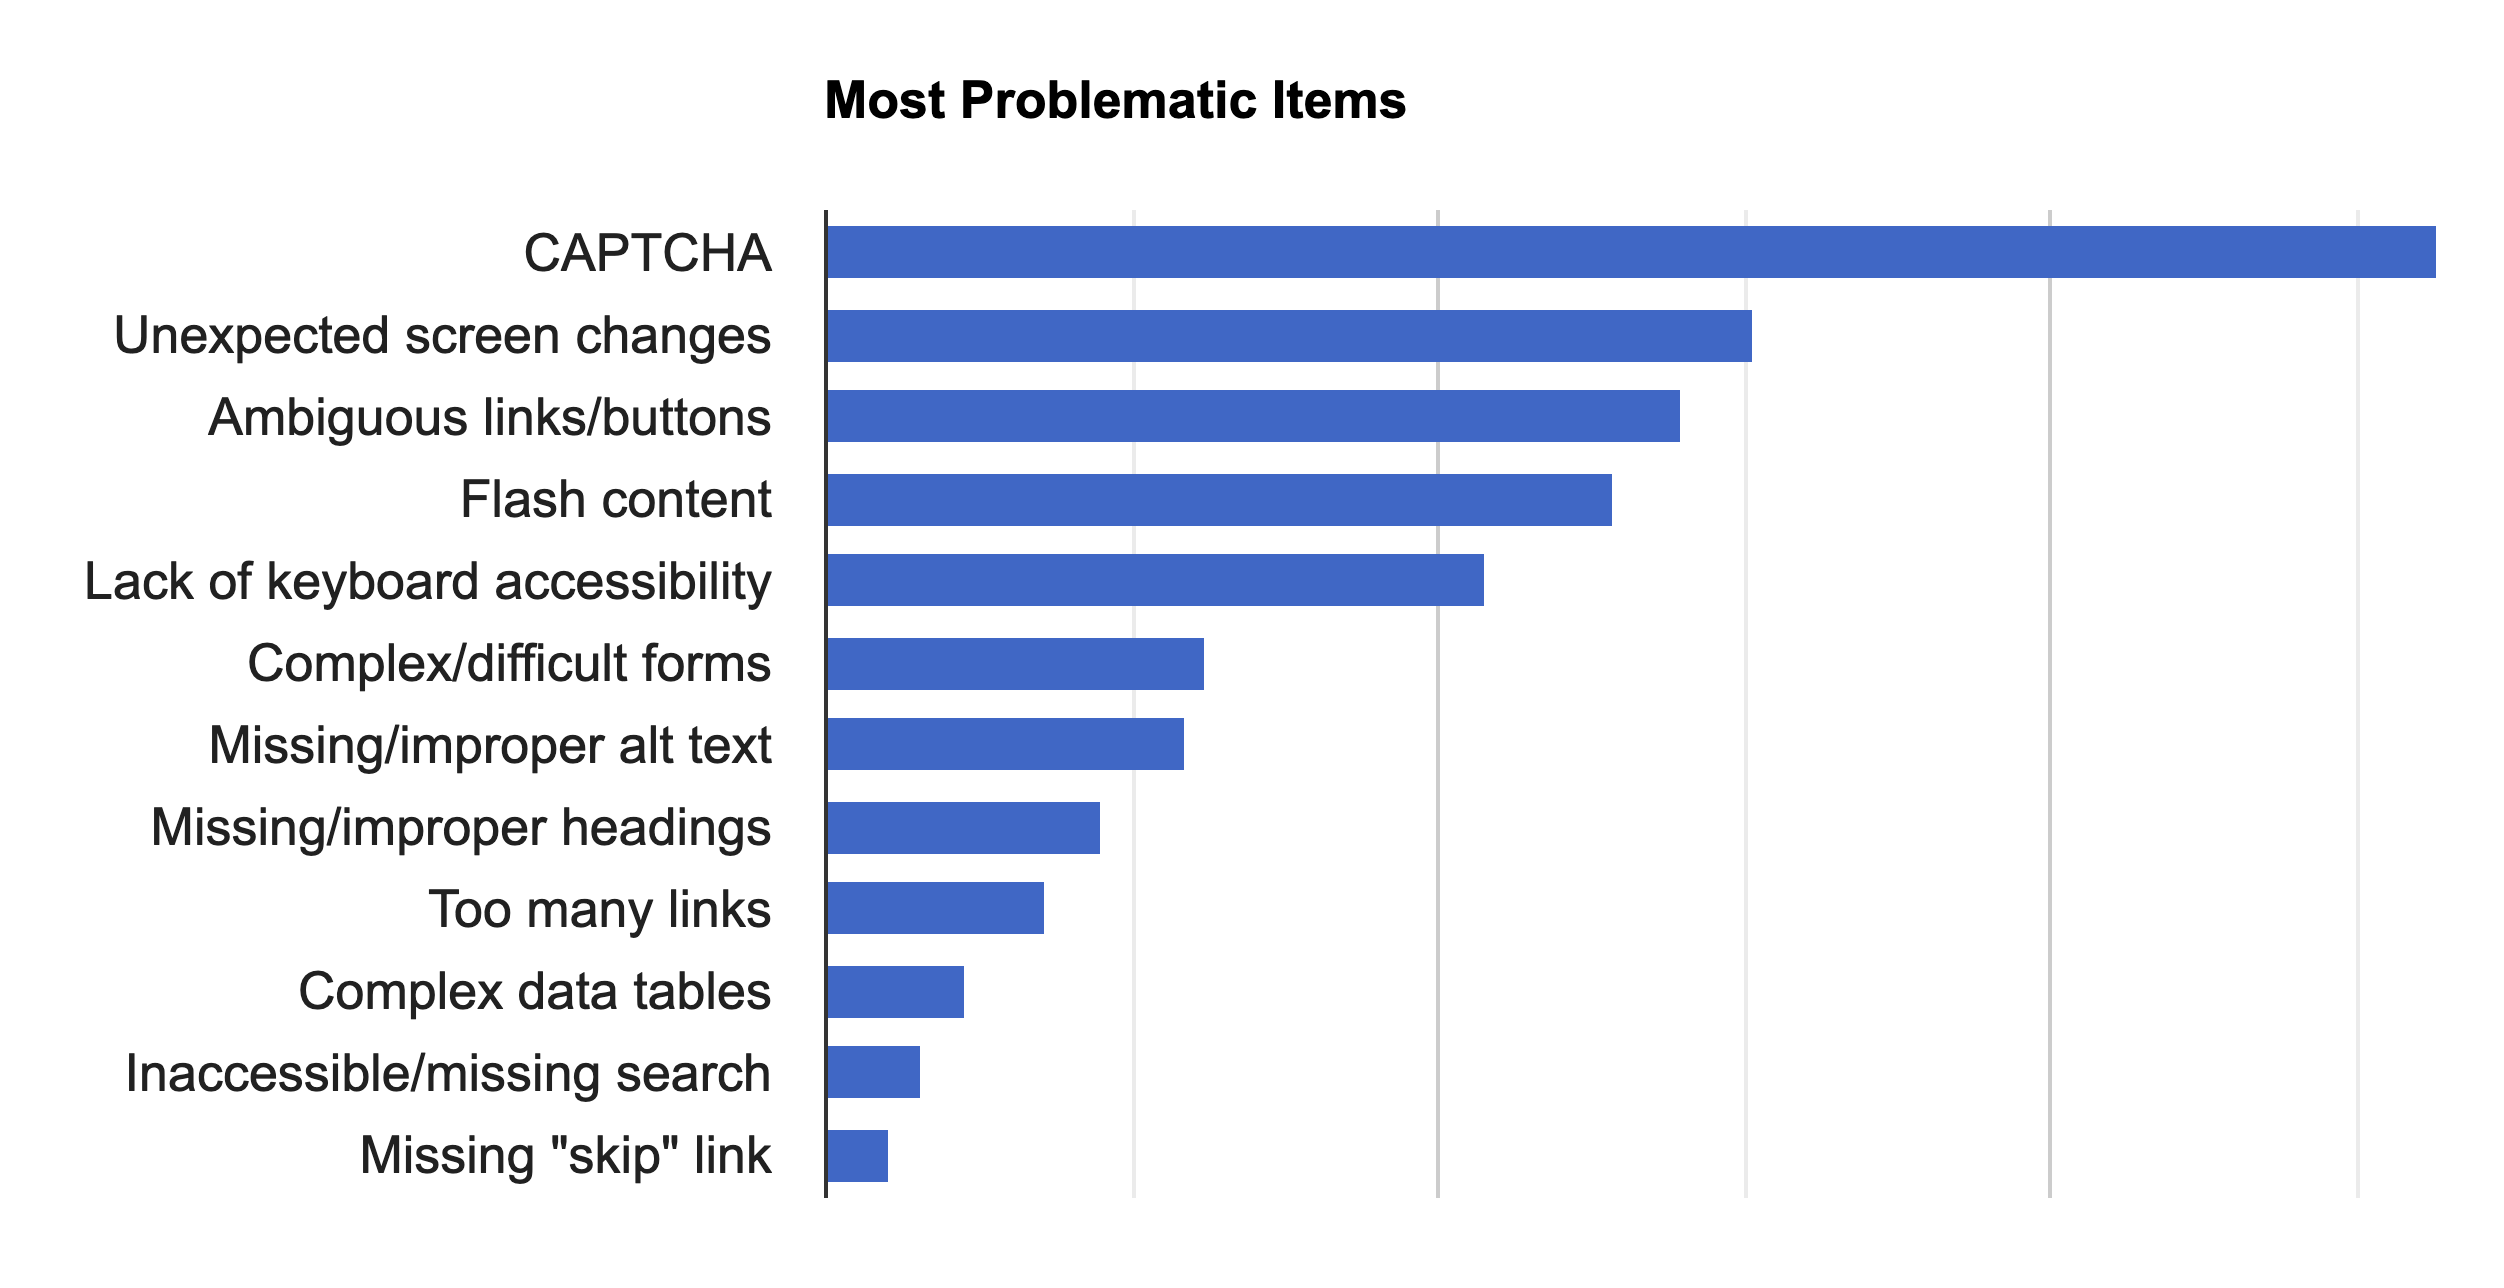 Most Problematic Items
CAPTCHA
Unexpected screen changes
Ambiguous links/buttons
Flash content
Lack of keyboard accessibility
Complex/difficult forms
Missing/improper alt text
Missing/improper headings
Too many links
Complex data tables
Inaccessible/missing search
Missing "skip" link